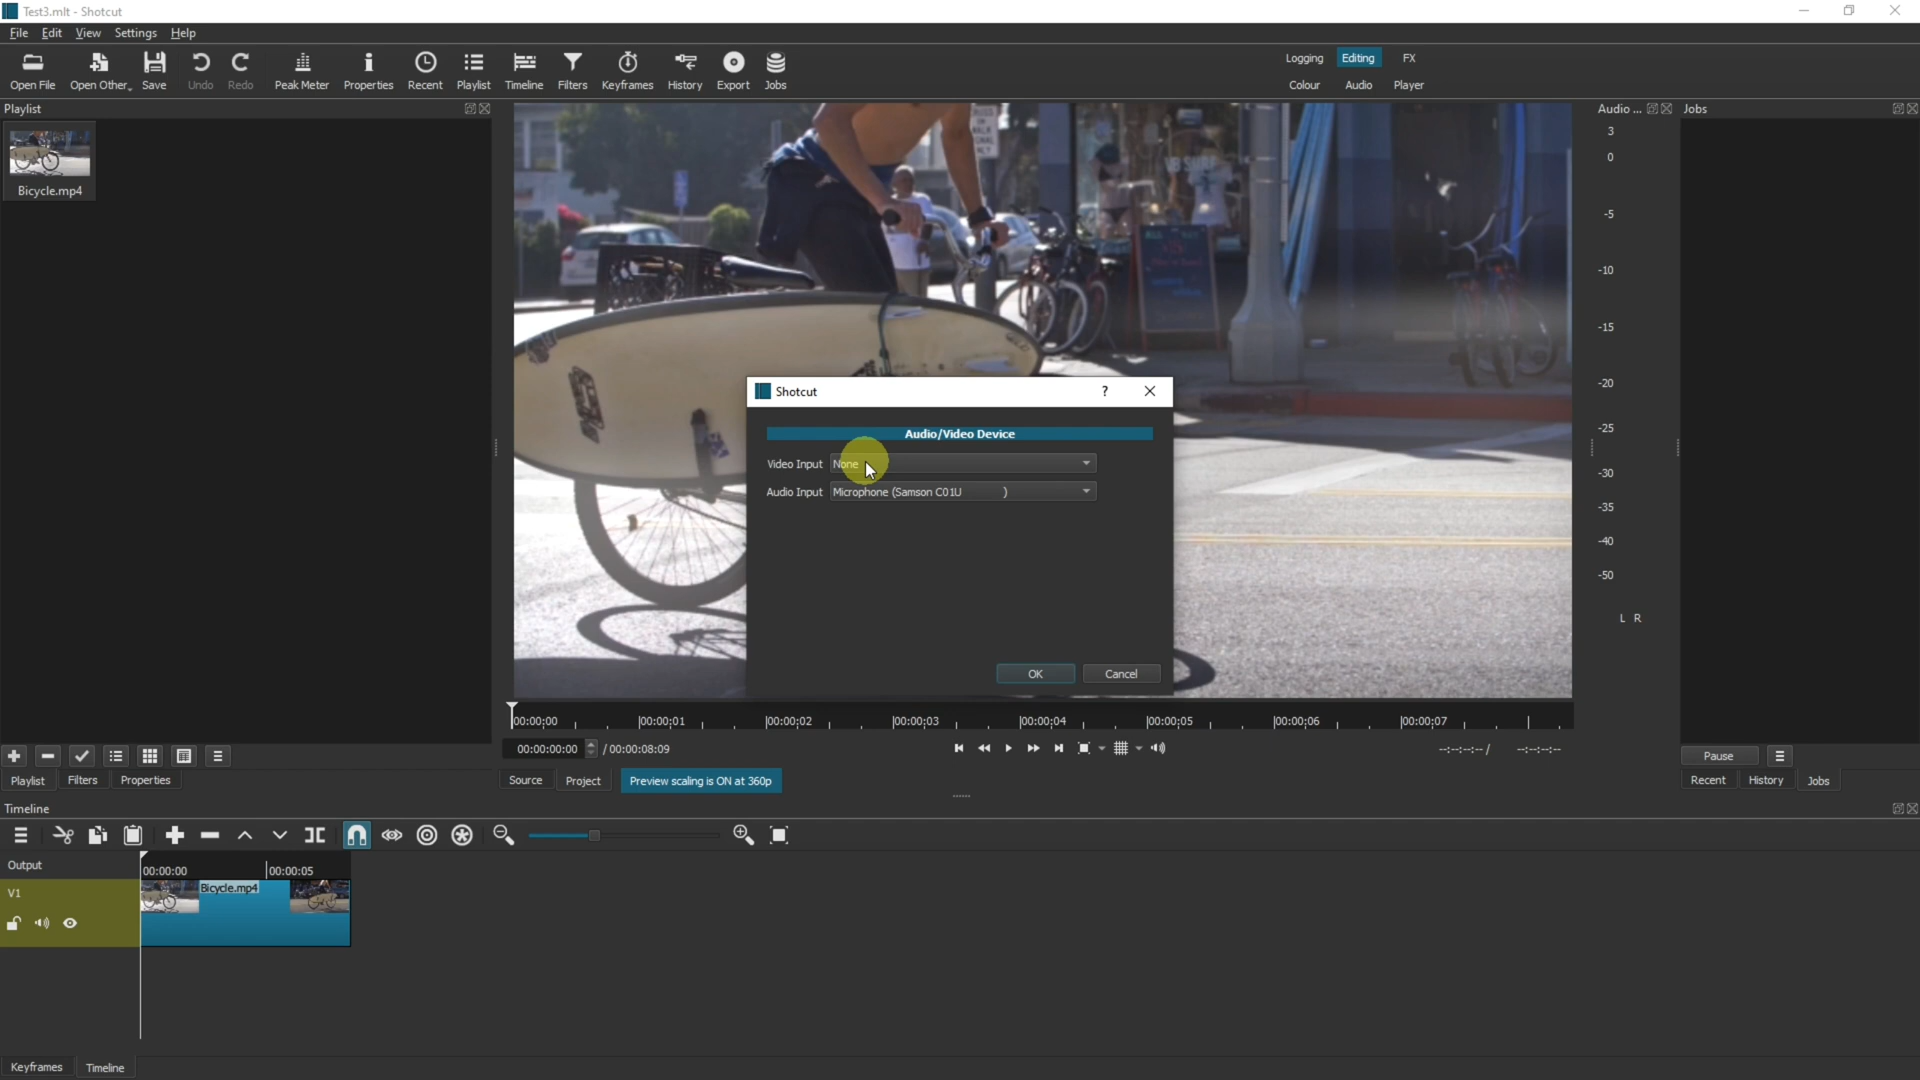 Test3.mlt - Shotcut
File Edit View Settings Help
Open File Open Other... Save Undo Redo Peak Meter Properties Recent Playlist Timeline Filters Keyframes History Export Jobs
Logging Editing FX
Colour Audio Player
Playlist
Bicycle.mp4
Audio ...
Jobs
3
0
-5
-10
-15
-20
-25
-30
-35
-40
-50
L R
Shotcut ?
Audio/Video Device
Video Input None
Audio Input Microphone (Samson C01U )
OK Cancel
00:00:00 00:00:01 00:00:02 00:00:03 00:00:04 00:00:05 00:00:06 00:00:07
00:00:00:00 / 00:00:08:09 --:--:--:-- / --:--:--:--
Pause
Playlist Filters Properties
Source Project Preview scaling is ON at 360p
Recent History Jobs
Timeline
Output 00:00:00 00:00:05
V1 Bicycle.mp4
Keyframes Timeline